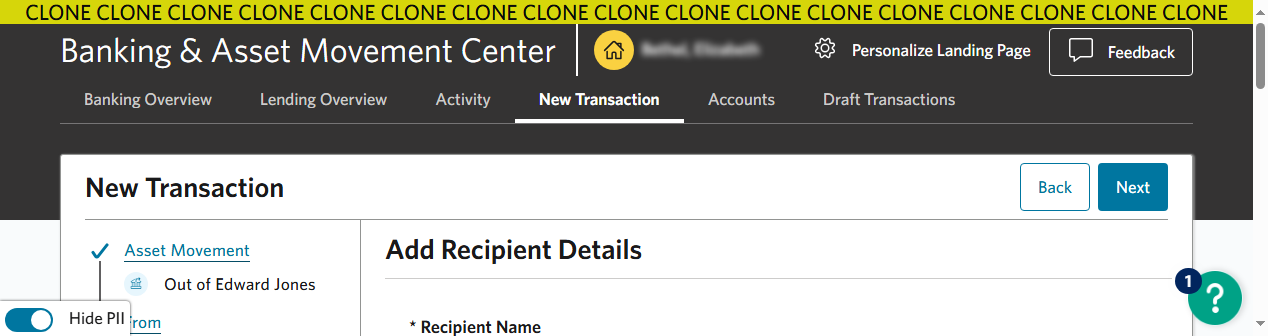 CLONE CLONE CLONE CLONE CLONE CLONE CLONE CLONE CLONE CLONE CLONE CLONE CLONE CLONE CLONE CLONE CLONE
Banking & Asset Movement Center
Personalize Landing Page
Feedback
Banking Overview Lending Overview Activity New Transaction Accounts Draft Transactions
New Transaction
Back Next
Asset Movement
Out of Edward Jones
Add Recipient Details
1
?
Hide PII
From
* Recipient Name